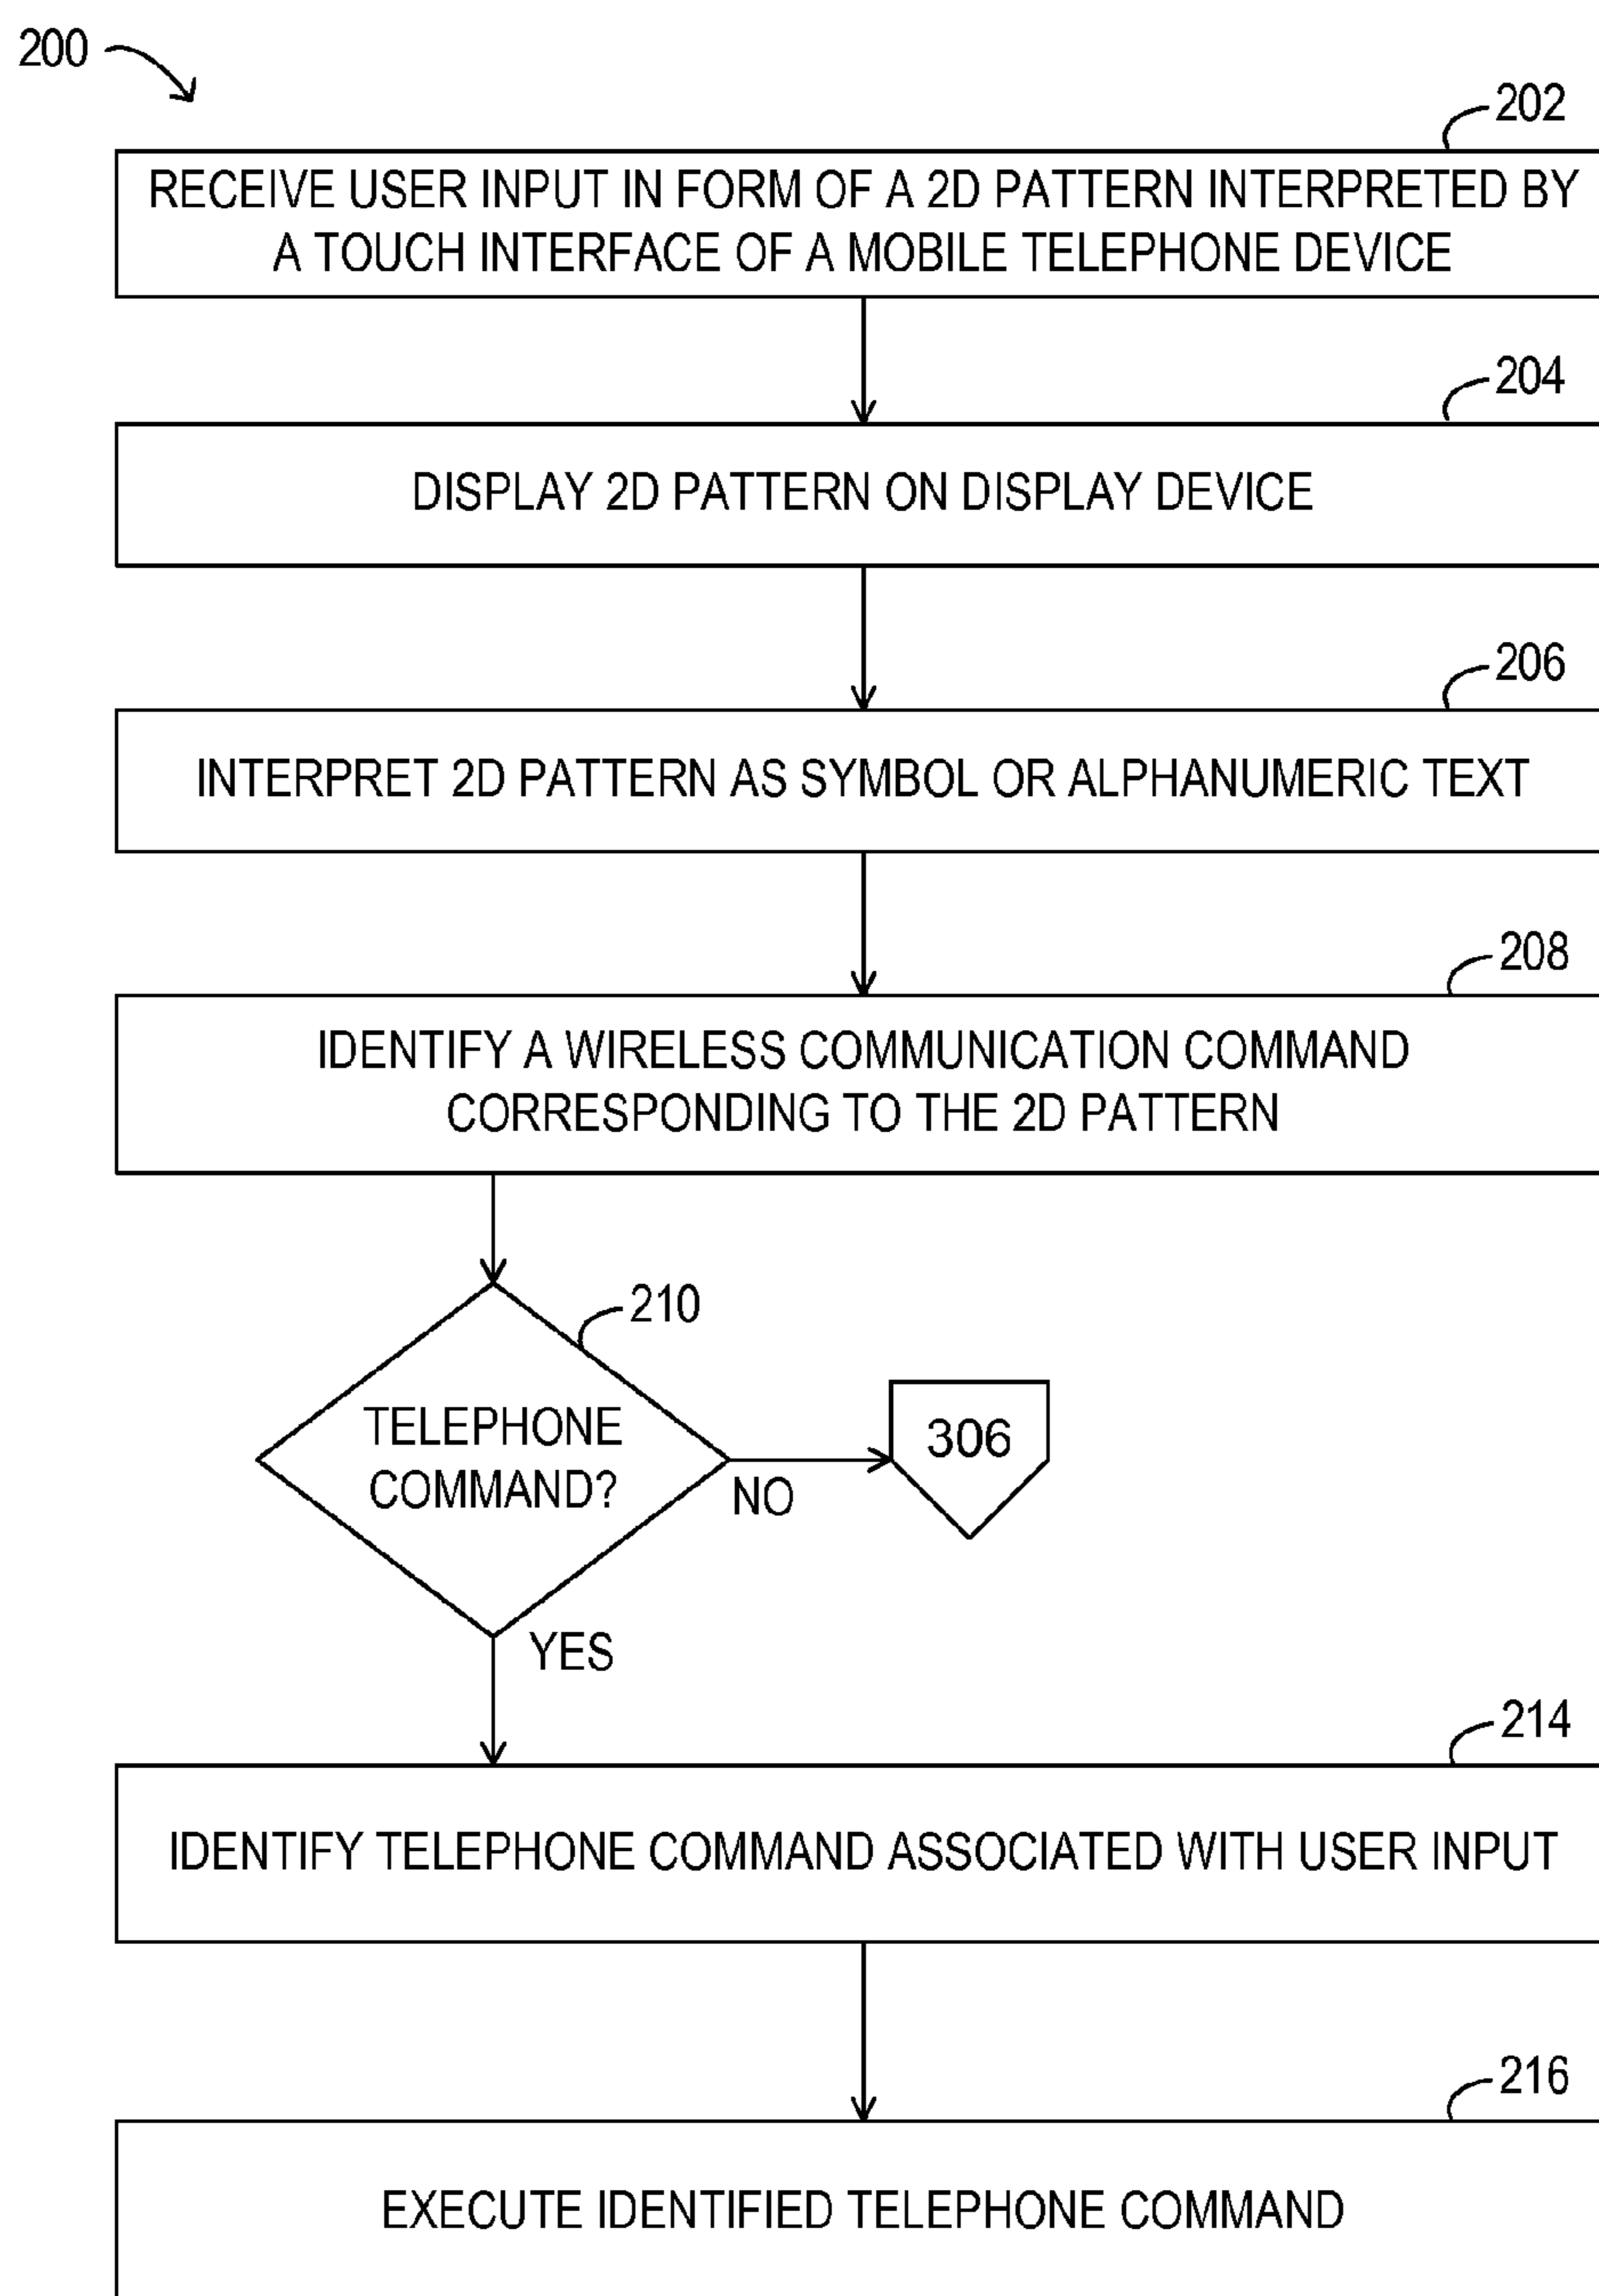 200
202
RECEIVE USER INPUT IN FORM OF A 2D PATTERN INTERPRETED BY
A TOUCH INTERFACE OF A MOBILE TELEPHONE DEVICE
204
DISPLAY 2D PATTERN ON DISPLAY DEVICE
206
INTERPRET 2D PATTERN AS SYMBOL OR ALPHANUMERIC TEXT
208
IDENTIFY A WIRELESS COMMUNICATION COMMAND
CORRESPONDING TO THE 2D PATTERN
210
TELEPHONE
COMMAND?
306
NO
YES
214
IDENTIFY TELEPHONE COMMAND ASSOCIATED WITH USER INPUT
216
EXECUTE IDENTIFIED TELEPHONE COMMAND